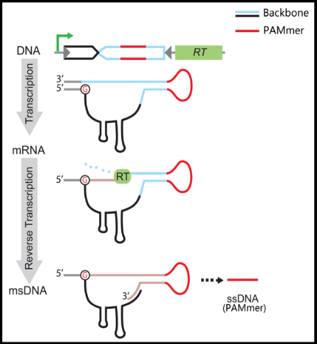 Backbone
PAMmer
DNA
RT
3'
5'
G
Transcription
mRNA
RT
5'
G
Reverse Transcription
msDNA
5'
G
3'
ssDNA
(PAMmer)